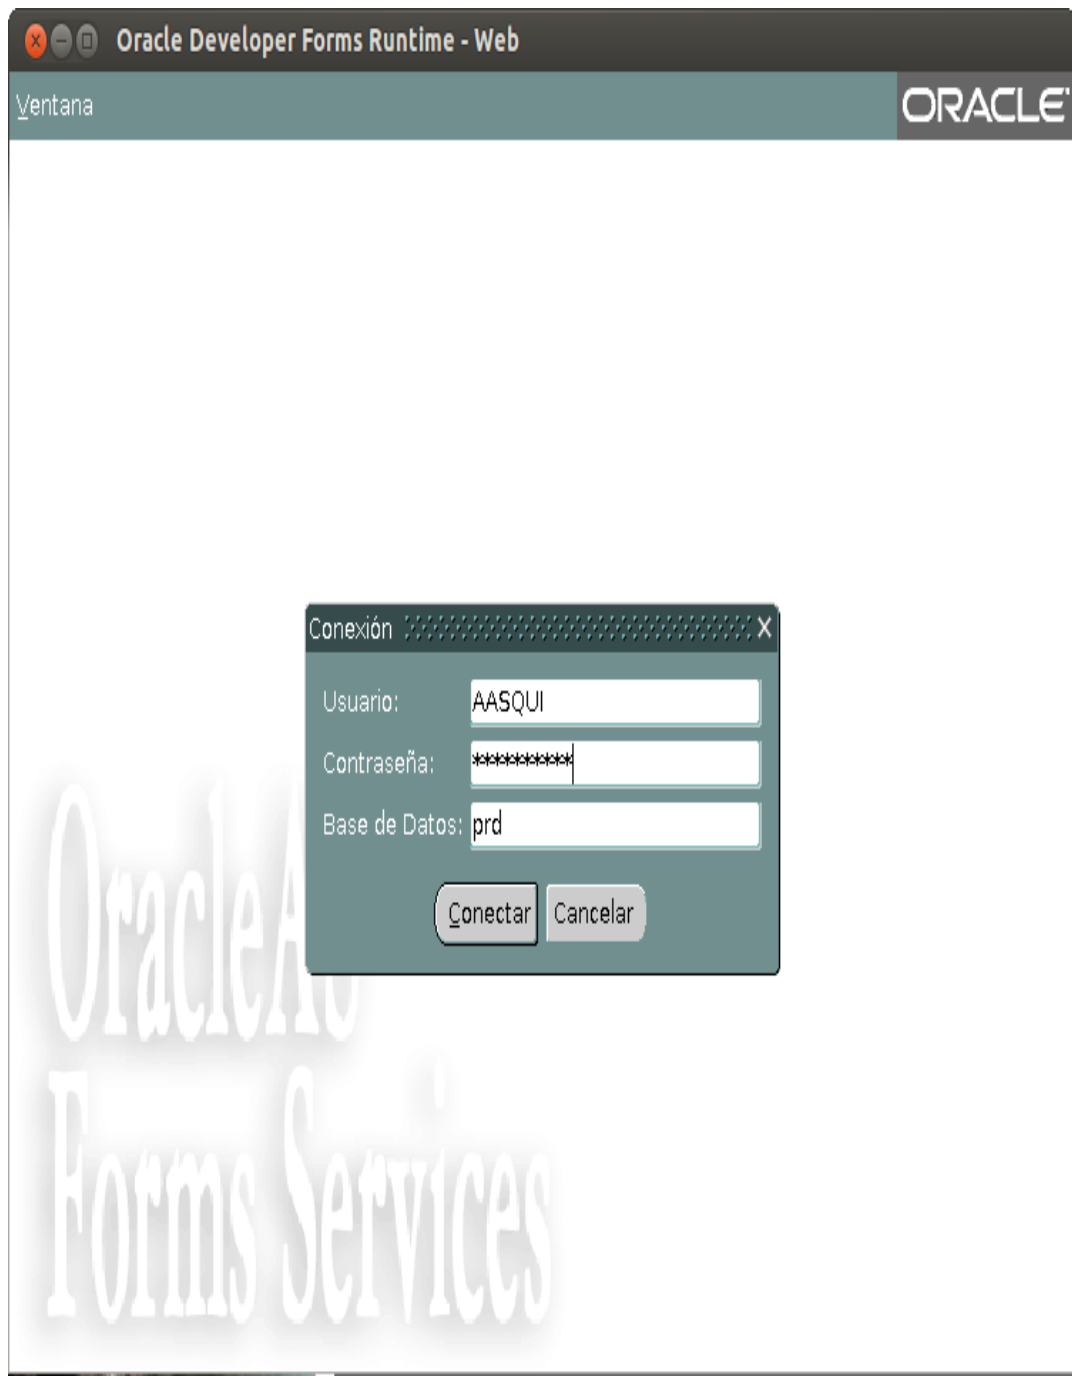 Oracle Developer Forms Runtime - Web
Ventana
ORACLE
Conexión
Usuario: AASQUI
Contraseña: **********
Base de Datos: prd
Conectar Cancelar
OracleAS
Forms Services